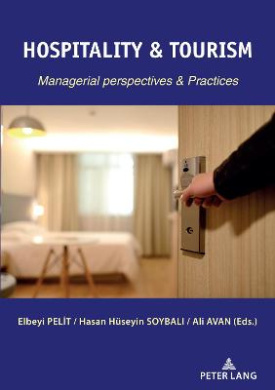 HOSPITALITY & TOURISM
Managerial perspectives & Practices
Elbeyi PELİT / Hasan Hüseyin SOYBALI / Ali AVAN (Eds.)
PETER LANG